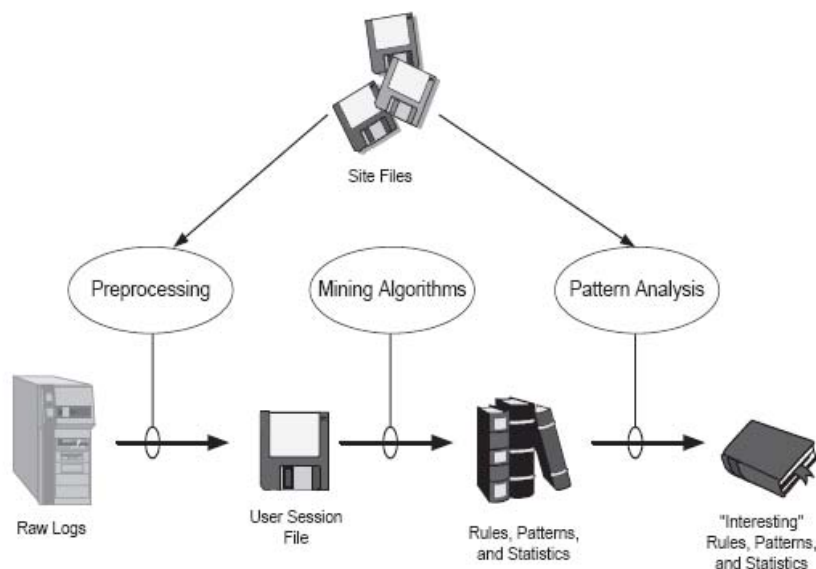 Site Files
Preprocessing
Mining Algorithms
Pattern Analysis
Raw Logs
User Session
File
Rules, Patterns,
and Statistics
"Interesting"
Rules, Patterns,
and Statistics